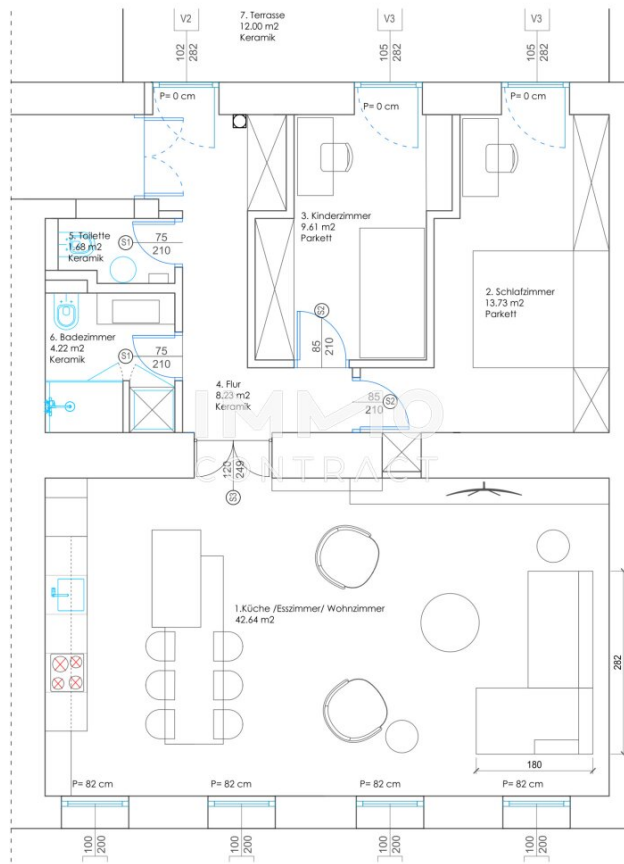 7. Terrasse
12.00 m2
Keramik
V2
V3
V3
102
282
105
282
105
282
P= 0 cm
P= 0 cm
P= 0 cm
3. Kinderzimmer
9.61 m2
Parkett
5. Toilette
1.68 m2
Keramik
S1
75
210
2. Schlafzimmer
13.73 m2
Parkett
S2
85
210
6. Badezimmer
4.22 m2
Keramik
S1
75
210
4. Flur
8.23 m2
Keramik
85
210
S2
IMMO
CONTRACT
120
249
S3
1.Küche /Esszimmer/ Wohnzimmer
42.64 m2
282
180
P= 82 cm
P= 82 cm
P= 82 cm
P= 82 cm
100
200
100
200
100
200
100
200